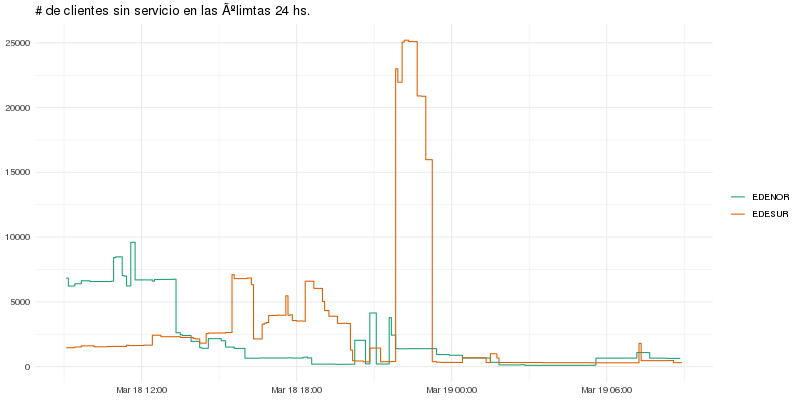 # de clientes sin servicio en las Ãºlimtas 24 hs.
25000
20000
15000
10000
5000
0
Mar 18 12:00
Mar 18 18:00
Mar 19 00:00
Mar 19 06:00
EDENOR
EDESUR